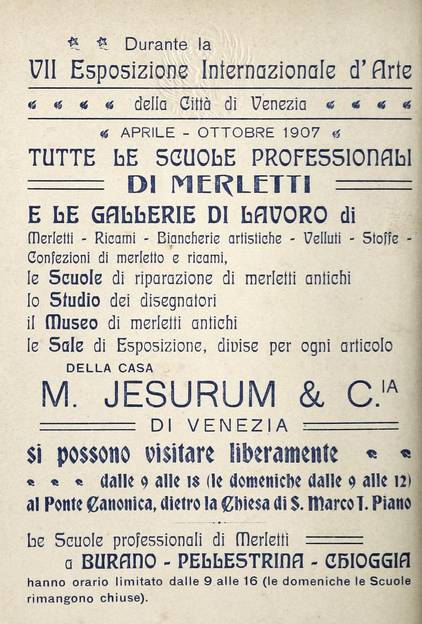 Durante la
VII Esposizione Internazionale d'Arte
della Città di Venezia
APRILE - OTTOBRE 1907
TUTTE LE SCUOLE PROFESSIONALI
DI MERLETTI
E LE GALLERIE DI LAVORO di
Merletti - Ricami - Biancherie artistiche - Velluti - Stoffe -
Confezioni di merletto e ricami,
le Scuole di riparazione di merletti antichi
lo Studio dei disegnatori
il Museo di merletti antichi
le Sale di Esposizione, divise per ogni articolo
DELLA CASA
M. JESURUM & C.IA
DI VENEZIA
si possono visitare liberamente
dalle 9 alle 18 (le domeniche dalle 9 alle 12)
al Ponte Canonica, dietro la Chiesa di S. Marco I. Piano
Le Scuole professionali di Merletti
a BURANO - PELLESTRINA - CHIOGGIA
hanno orario limitato dalle 9 alle 16 (le domeniche le Scuole
rimangono chiuse).